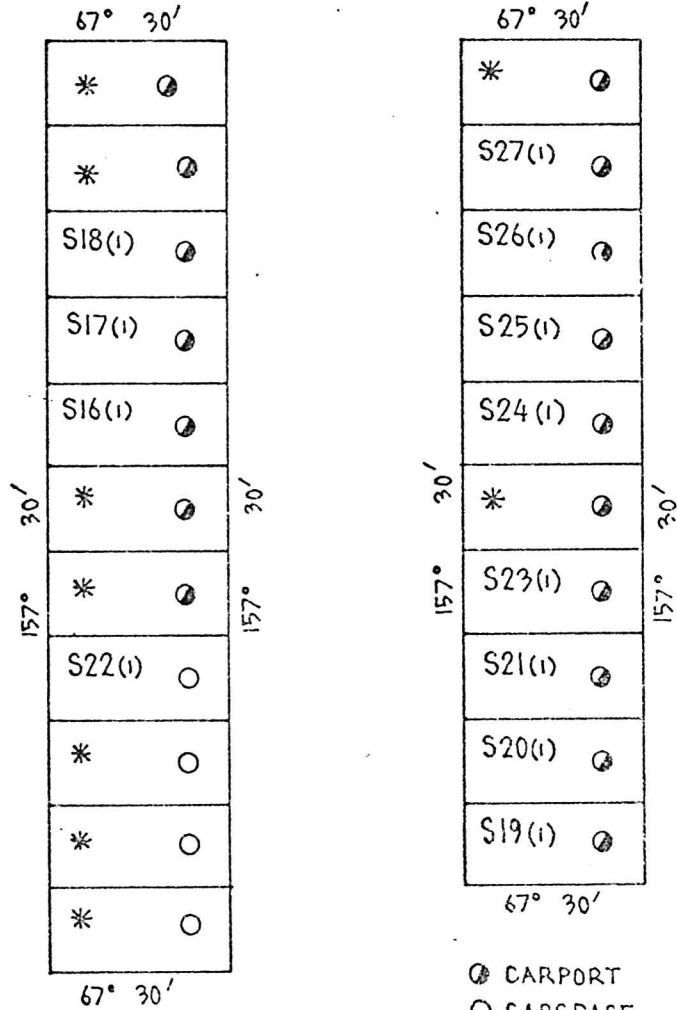 67° 30′
S18(1)
S17(1)
S16(1)
30′
157°
30′
157°
S22(1)
67° 30′
67° 30′
S27(1)
S26(1)
S25(1)
S24(1)
30′
157°
30′
157°
S23(1)
S21(1)
S20(1)
S19(1)
67° 30′
CARPORT